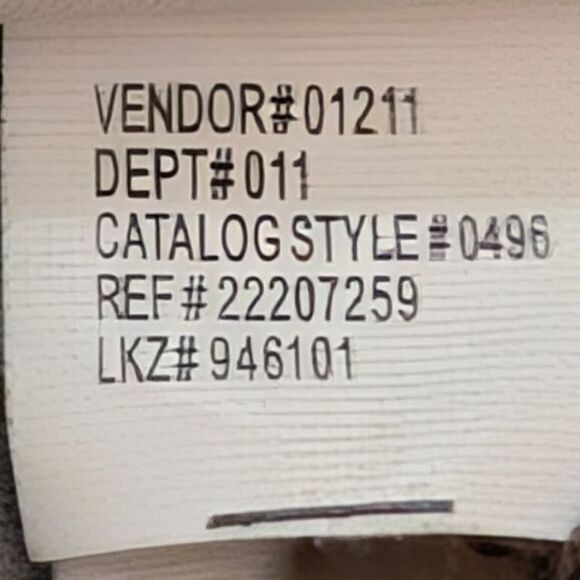 VENDOR#01211
DEPT#011
CATALOG STYLE#0496
REF#22207259
LKZ#946101